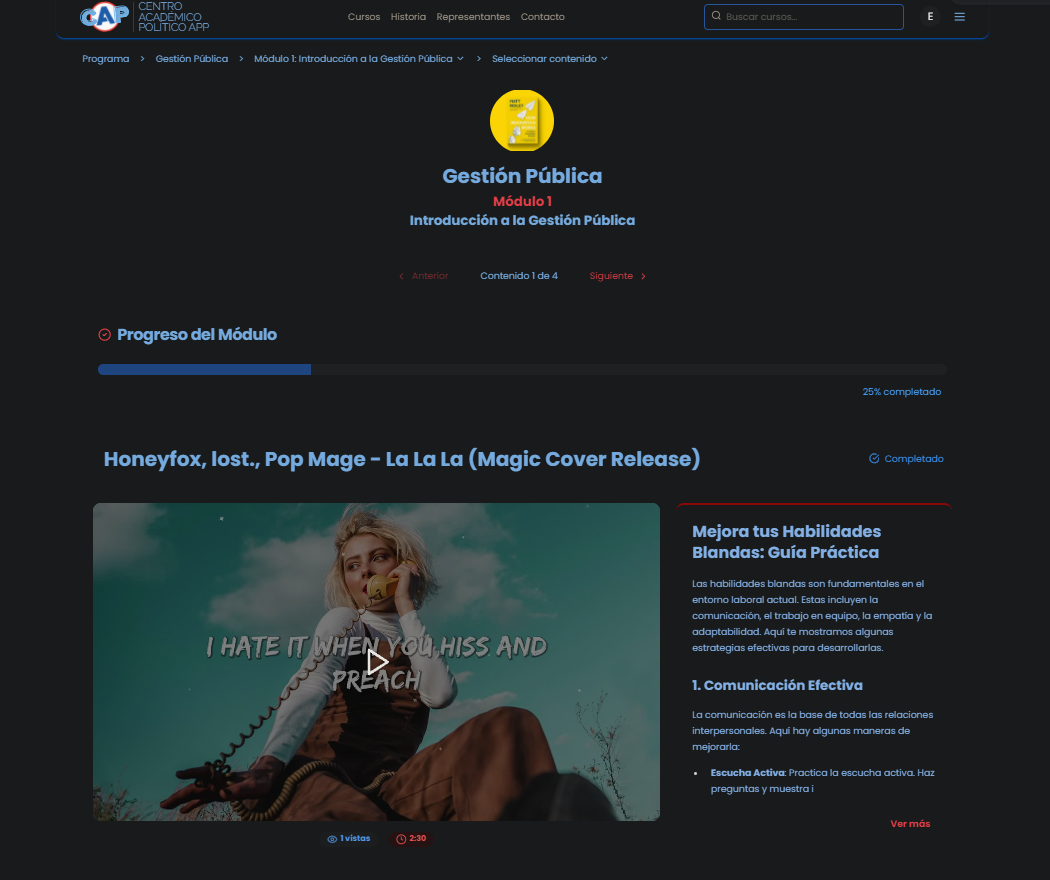 CAP
CENTRO
ACADÉMICO
POLÍTICO APP
Cursos Historia Representantes Contacto
Buscar cursos...
E
Programa > Gestión Pública > Módulo 1: Introducción a la Gestión Pública > Seleccionar contenido
Gestión Pública
Módulo 1
Introducción a la Gestión Pública
Anterior Contenido 1 de 4 Siguiente
Progreso del Módulo
25% completado
Honeyfox, lost., Pop Mage - La La La (Magic Cover Release)
Completado
I HATE IT WHEN YOU HISS AND
PREACH
1 vistas 2:30
Mejora tus Habilidades
Blandas: Guía Práctica
Las habilidades blandas son fundamentales en el
entorno laboral actual. Estas incluyen la
comunicación, el trabajo en equipo, la empatía y la
adaptabilidad. Aquí te mostramos algunas
estrategias efectivas para desarrollarlas.
1. Comunicación Efectiva
La comunicación es la base de todas las relaciones
interpersonales. Aquí hay algunas maneras de
mejorarla:
• Escucha Activa: Practica la escucha activa. Haz
preguntas y muestra i
Ver más